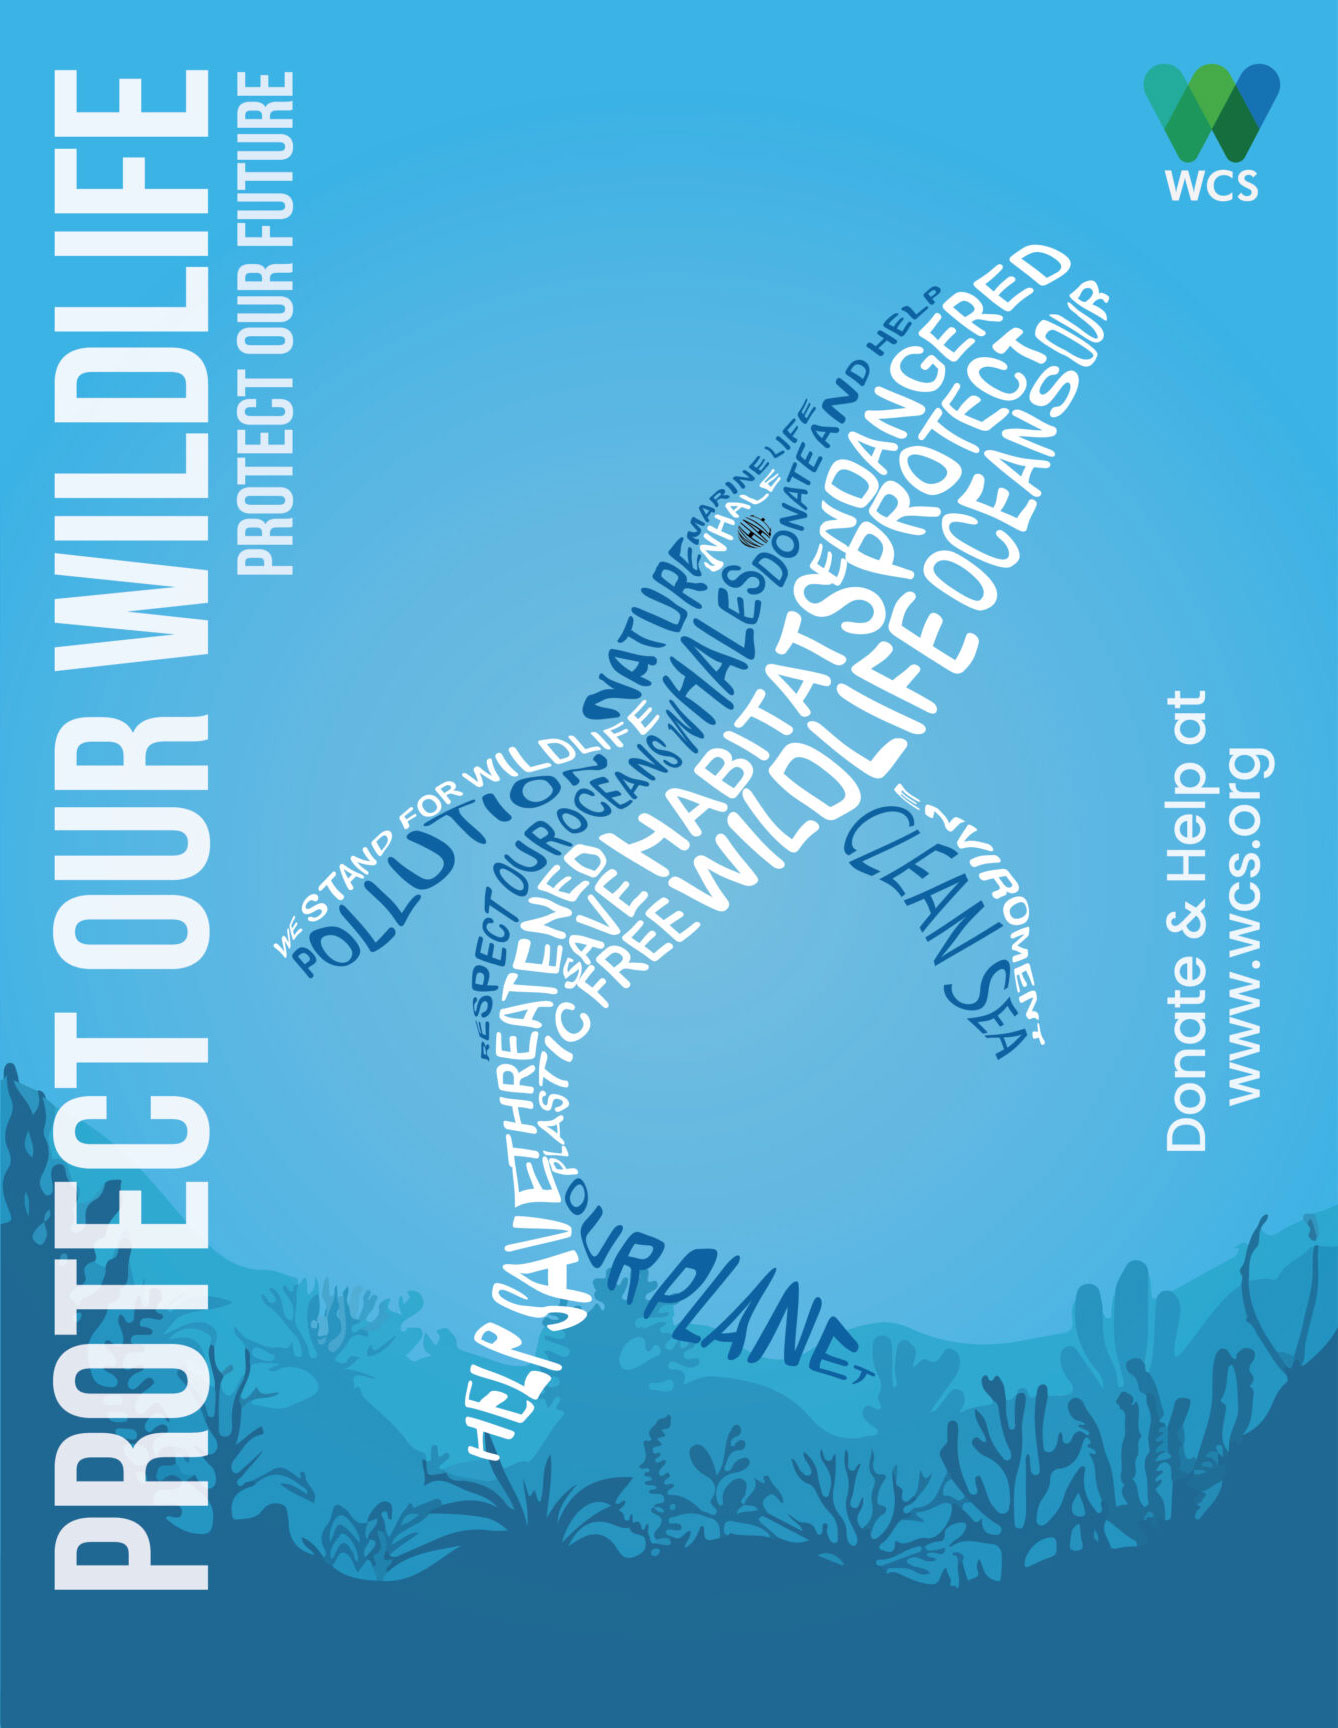 PROTECT OUR WILDLIFE
PROTECT OUR FUTURE
WCS
MARINE LIFE
WHALE
NATURE
WHALES
DONATE AND HELP
ENDANGERED
PROTECT OUR
OCEANS
HABITATS
WILDLIFE
WE STAND FOR WILDLIFE
POLLUTION
RESPECT OUR OCEANS
THREATENED
SAVE
PLASTIC FREE
ENVIROMENT
CLEAN SEA
SAVE
HELP
OUR PLANET
Donate & Help at
www.wcs.org